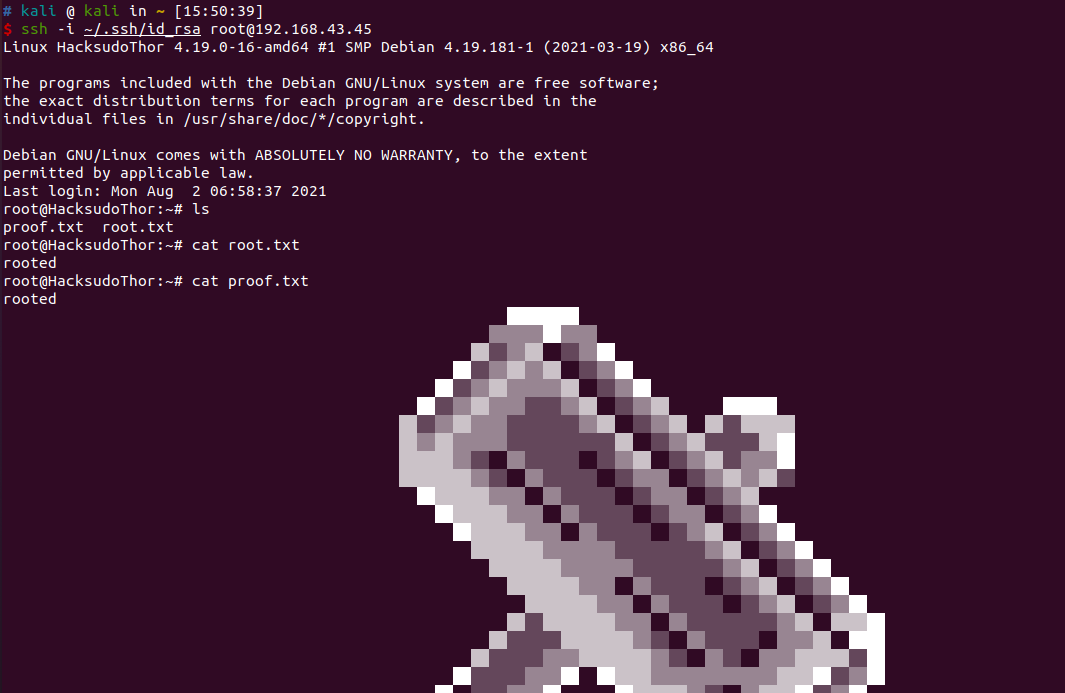 # kali @ kali in ~ [15:50:39]
$ ssh -i ~/.ssh/id_rsa root@192.168.43.45
Linux HacksudoThor 4.19.0-16-amd64 #1 SMP Debian 4.19.181-1 (2021-03-19) x86_64
The programs included with the Debian GNU/Linux system are free software;
the exact distribution terms for each program are described in the
individual files in /usr/share/doc/*/copyright.
Debian GNU/Linux comes with ABSOLUTELY NO WARRANTY, to the extent
permitted by applicable law.
Last login: Mon Aug  2 06:58:37 2021
root@HacksudoThor:~# ls
proof.txt  root.txt
root@HacksudoThor:~# cat root.txt
rooted
root@HacksudoThor:~# cat proof.txt
rooted